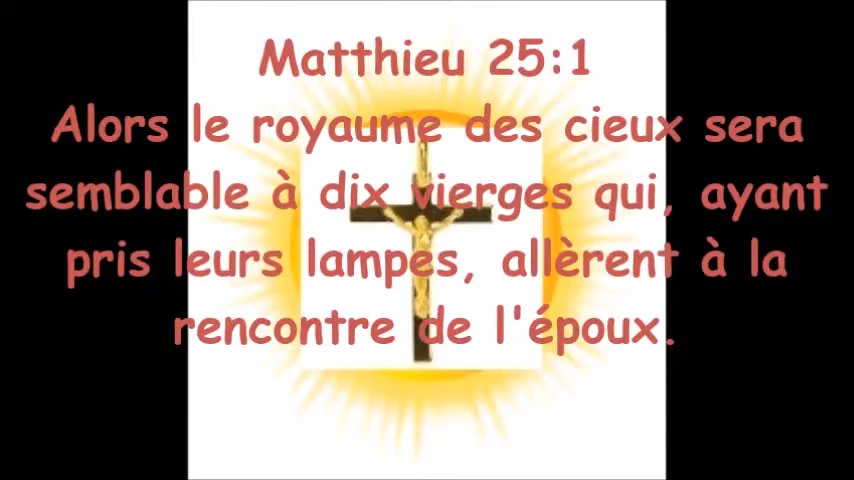 Matthieu 25:1
Alors le royaume des cieux sera
semblable à dix vierges qui, ayant
pris leurs lampes, allèrent à la
rencontre de l'époux.